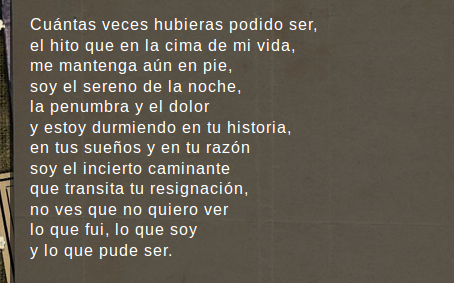 Cuántas veces hubieras podido ser,
el hito que en la cima de mi vida,
me mantenga aún en pie,
soy el sereno de la noche,
la penumbra y el dolor
y estoy durmiendo en tu historia,
en tus sueños y en tu razón
soy el incierto caminante
que transita tu resignación,
no ves que no quiero ver
lo que fui, lo que soy
y lo que pude ser.